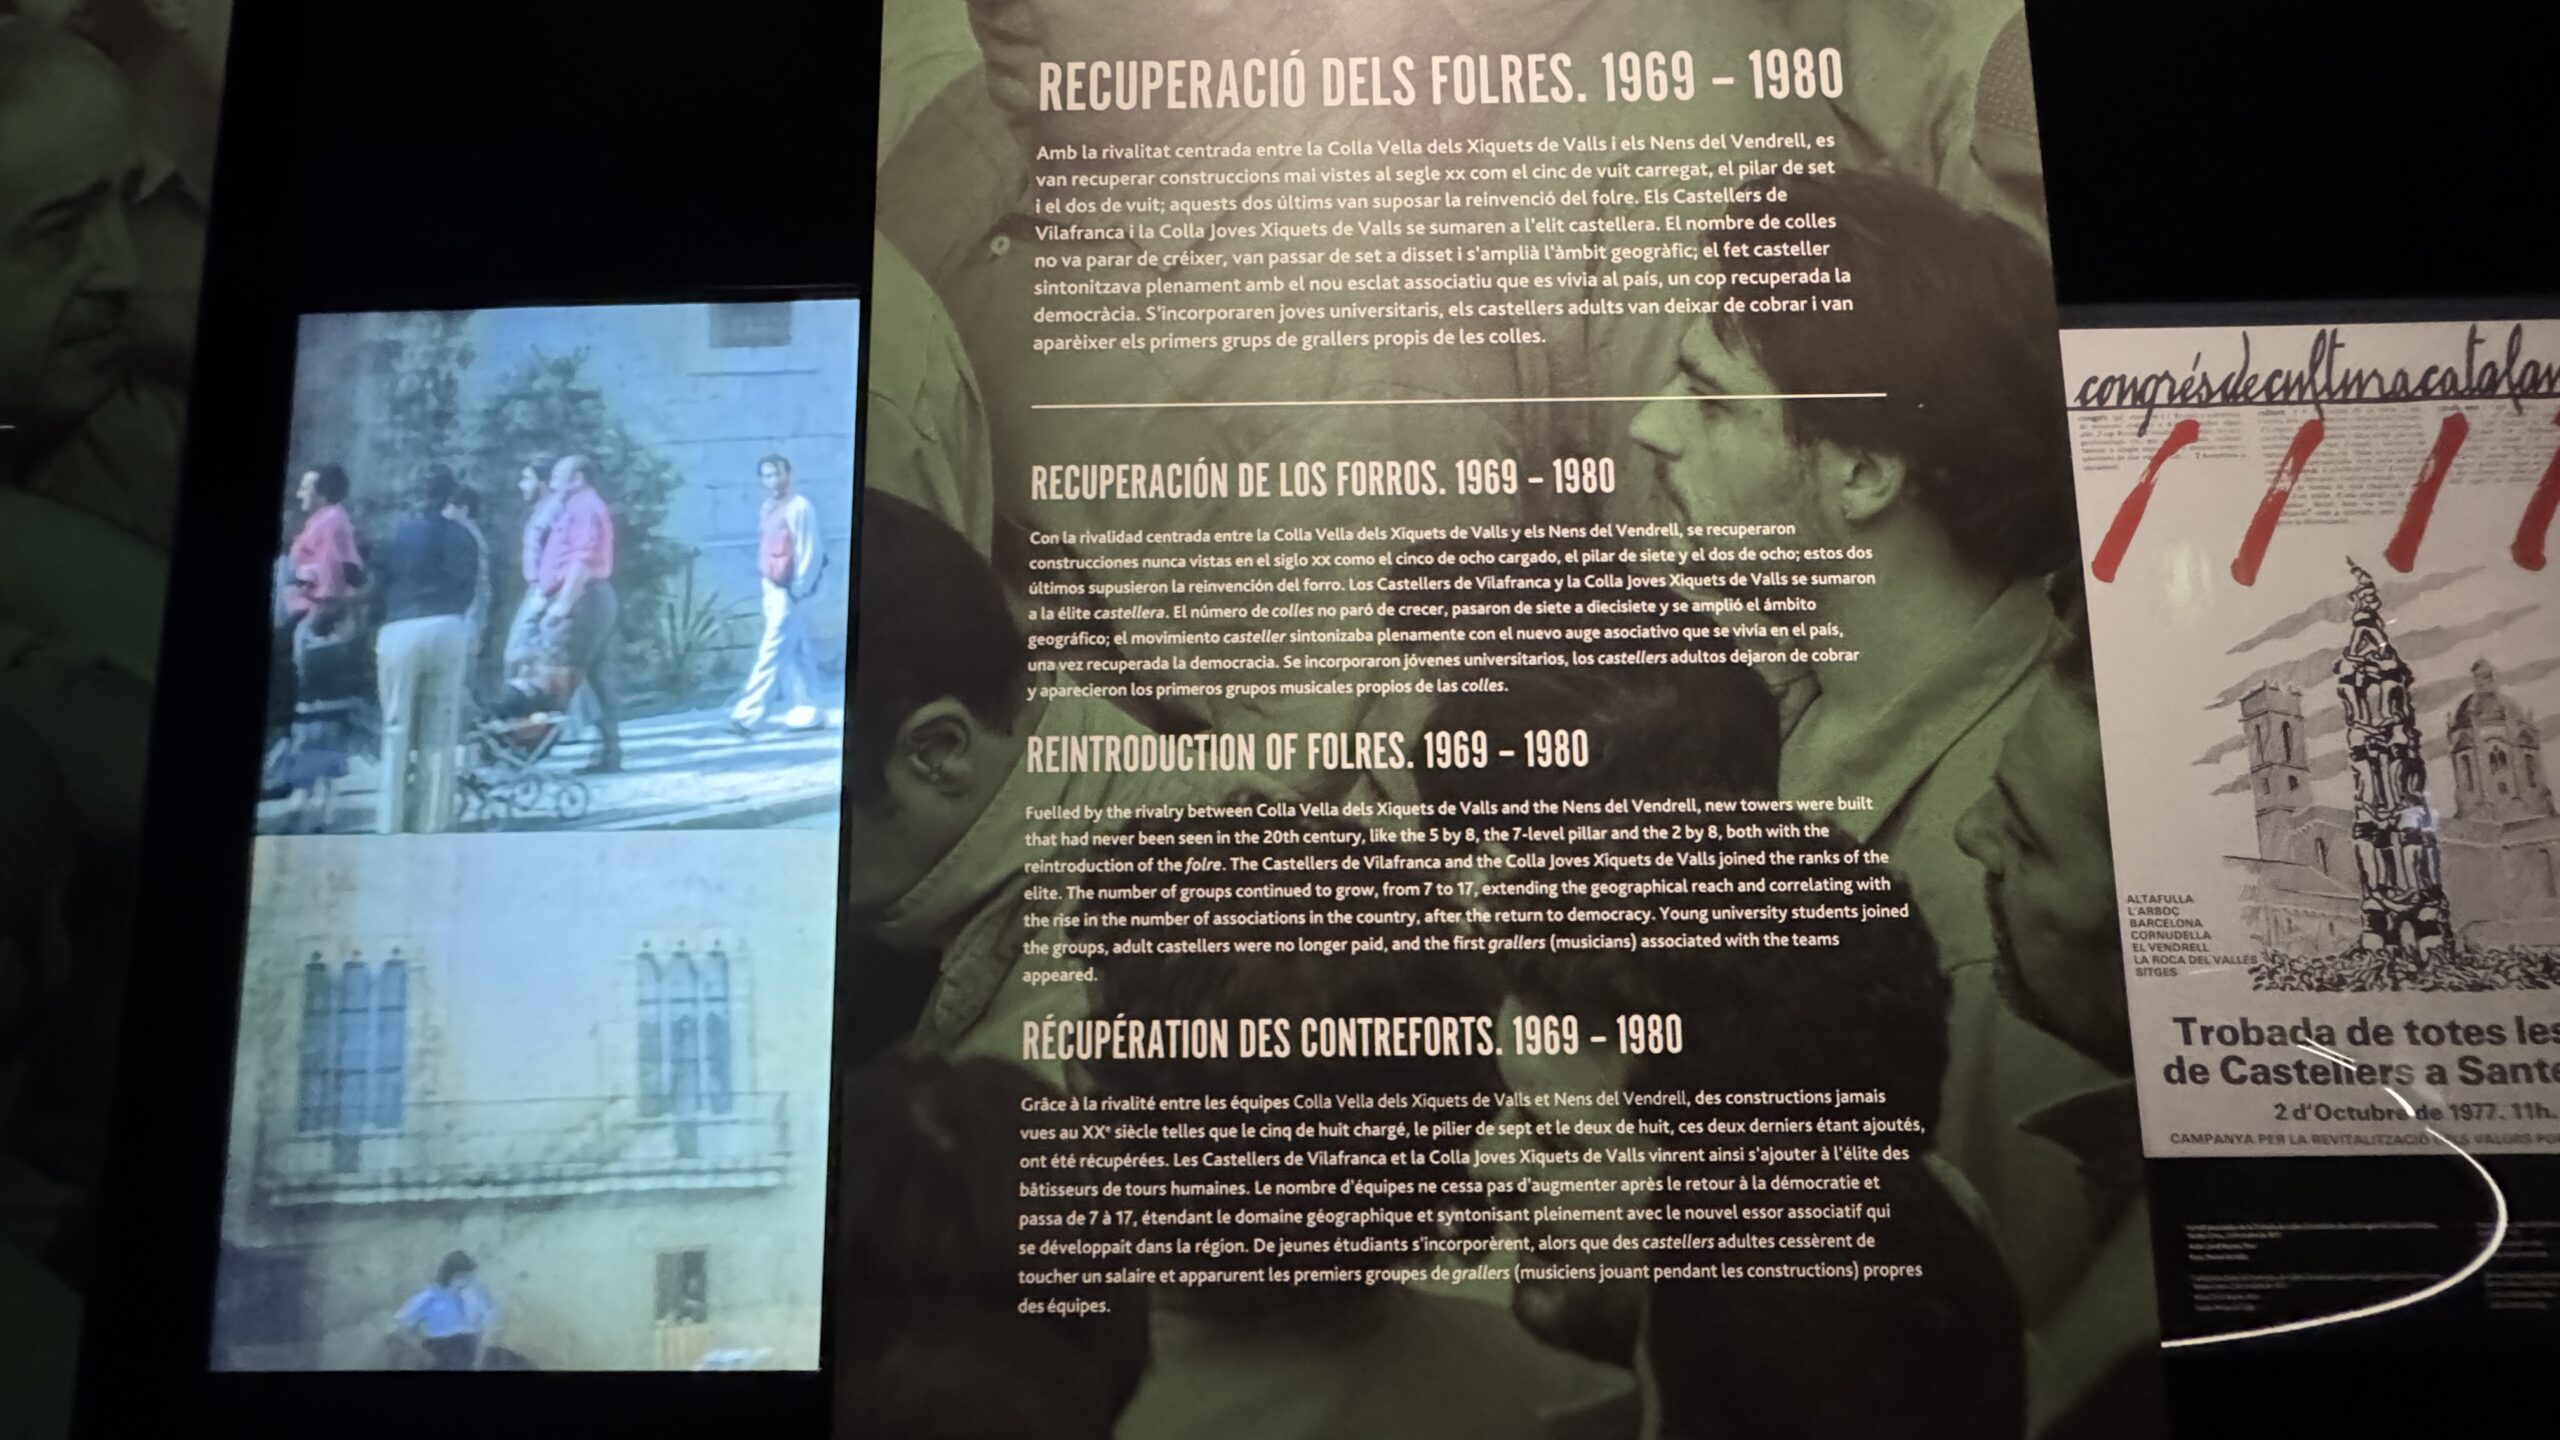 RECUPERACIÓ DELS FOLRES. 1969 – 1980
Amb la rivalitat centrada entre la Colla Vella dels Xiquets de Valls i els Nens del Vendrell, es
van recuperar construccions mai vistes al segle xx com el cinc de vuit carregat, el pilar de set
i el dos de vuit; aquests dos últims van suposar la reinvenció del folre. Els Castellers de
Vilafranca i la Colla Joves Xiquets de Valls se sumaren a l'elit castellera. El nombre de colles
no va parar de créixer, van passar de set a disset i s'amplià l'àmbit geogràfic; el fet casteller
sintonitzava plenament amb el nou esclat associatiu que es vivia al país, un cop recuperada la
democràcia. S'incorporaren joves universitaris, els castellers adults van deixar de cobrar i van
aparèixer els primers grups de grallers propis de les colles.
RECUPERACIÓN DE LOS FORROS. 1969 – 1980
Con la rivalidad centrada entre la Colla Vella dels Xiquets de Valls y els Nens del Vendrell, se recuperaron
construcciones nunca vistas en el siglo xx como el cinco de ocho cargado, el pilar de siete y el dos de ocho; estos dos
últimos supusieron la reinvención del forro. Los Castellers de Vilafranca y la Colla Joves Xiquets de Valls se sumaron
a la élite castellera. El número de colles no paró de crecer, pasaron de siete a diecisiete y se amplió el ámbito
geográfico; el movimiento casteller sintonizaba plenamente con el nuevo auge asociativo que se vivía en el país,
una vez recuperada la democracia. Se incorporaron jóvenes universitarios, los castellers adultos dejaron de cobrar
y aparecieron los primeros grupos musicales propios de las colles.
REINTRODUCTION OF FOLRES. 1969 – 1980
Fuelled by the rivalry between Colla Vella dels Xiquets de Valls and the Nens del Vendrell, new towers were built
that had never been seen in the 20th century, like the 5 by 8, the 7-level pillar and the 2 by 8, both with the
reintroduction of the folre. The Castellers de Vilafranca and the Colla Joves Xiquets de Valls joined the ranks of the
elite. The number of groups continued to grow, from 7 to 17, extending the geographical reach and correlating with
the rise in the number of associations in the country, after the return to democracy. Young university students joined
the groups, adult castellers were no longer paid, and the first grallers (musicians) associated with the teams
appeared.
RÉCUPÉRATION DES CONTREFORTS. 1969 – 1980
Grâce à la rivalité entre les équipes Colla Vella dels Xiquets de Valls et Nens del Vendrell, des constructions jamais
vues au XXᵉ siècle telles que le cinq de huit chargé, le pilier de sept et le deux de huit, ces deux derniers étant ajoutés,
ont été récupérées. Les Castellers de Vilafranca et la Colla Joves Xiquets de Valls vinrent ainsi s'ajouter à l'élite des
bâtisseurs de tours humaines. Le nombre d'équipes ne cessa pas d'augmenter après le retour à la démocratie et
passa de 7 à 17, étendant le domaine géographique et syntonisant pleinement avec le nouvel essor associatif qui
se développait dans la région. De jeunes étudiants s'incorporèrent, alors que des castellers adultes cessèrent de
toucher un salaire et apparurent les premiers groupes de grallers (musiciens jouant pendant les constructions) propres
des équipes.
congrés de cultura catalan
ALTAFULLA
L'ARBOÇ
BARCELONA
CORNUDELLA
EL VENDRELL
LA ROCA DEL VALLÈS
SITGES
Trobada de totes les
de Castellers a Sante
2 d'Octubre de 1977. 11h.
CAMPANYA PER LA REVITALITZACIÓ DELS VALORS